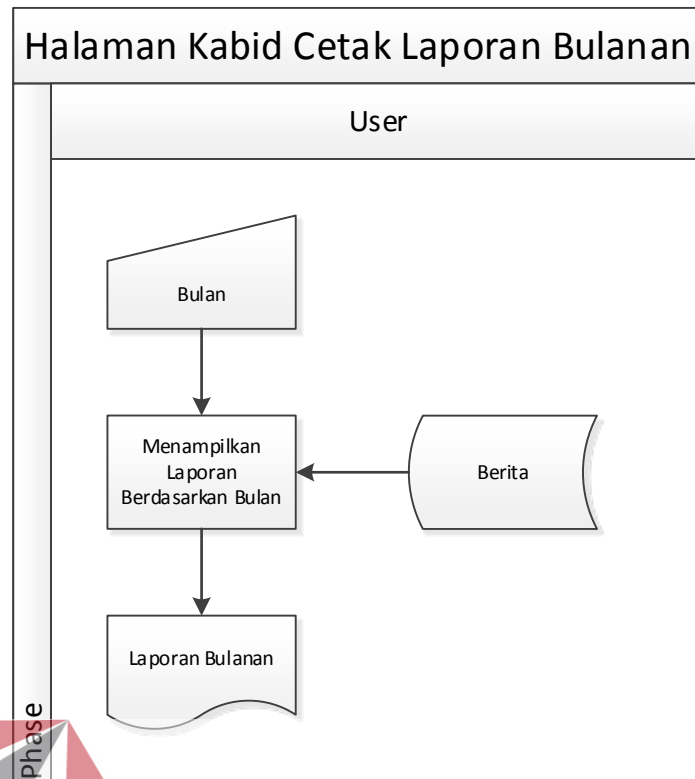 Halaman Kabid Cetak Laporan Bulanan
User
Bulan
Menampilkan
Laporan
Berdasarkan Bulan
Berita
Laporan Bulanan
Phase